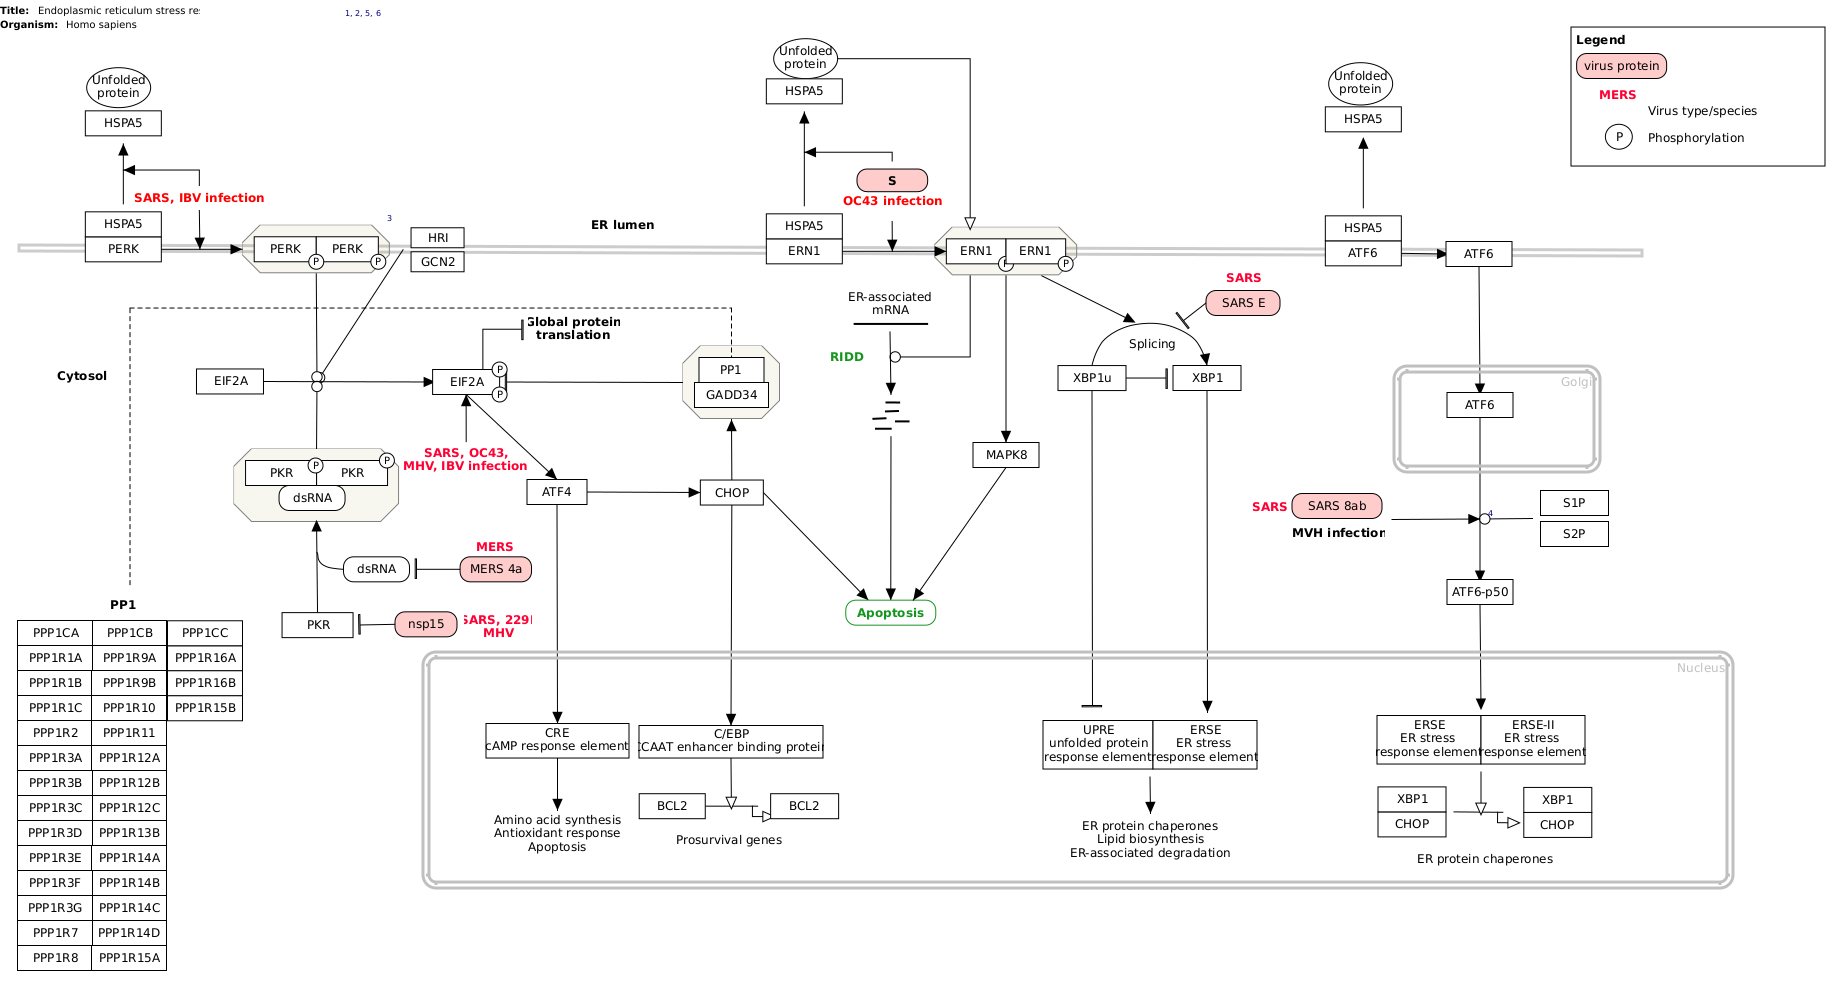 Title: Endoplasmic reticulum stress re
Organism: Homo sapiens
1, 2, 5, 6
Legend
virus protein
MERS
Virus type/species
P
Phosphorylation
Unfolded
protein
HSPA5
SARS, IBV infection
HSPA5
PERK
PERK
PERK
P
P
3
HRI
GCN2
ER lumen
Unfolded
protein
HSPA5
S
OC43 infection
HSPA5
ERN1
ERN1
ERN1
P
P
Unfolded
protein
HSPA5
HSPA5
ATF6
ATF6
SARS
SARS E
ER-associated
mRNA
RIDD
Splicing
XBP1u
XBP1
Global protein
translation
Cytosol
EIF2A
EIF2A
P
P
PP1
GADD34
Golgi
ATF6
SARS, OC43,
MHV, IBV infection
MAPK8
PKR
P
PKR
P
dsRNA
ATF4
CHOP
SARS
SARS 8ab
MVH infection
4
S1P
S2P
MERS
dsRNA
MERS 4a
ATF6-p50
Apoptosis
PKR
nsp15
SARS, 229
MHV
PP1
PPP1CA PPP1CB PPP1CC
PPP1R1A PPP1R9A PPP1R16A
PPP1R1B PPP1R9B PPP1R16B
PPP1R1C PPP1R10 PPP1R15B
PPP1R2 PPP1R11
PPP1R3A PPP1R12A
PPP1R3B PPP1R12B
PPP1R3C PPP1R12C
PPP1R3D PPP1R13B
PPP1R3E PPP1R14A
PPP1R3F PPP1R14B
PPP1R3G PPP1R14C
PPP1R7 PPP1R14D
PPP1R8 PPP1R15A
Nucleus
CRE
cAMP response element
C/EBP
CCAAT enhancer binding protein
UPRE
unfolded protein
response element
ERSE
ER stress
response element
ERSE
ER stress
response element
ERSE-II
ER stress
response element
BCL2
BCL2
XBP1
CHOP
XBP1
CHOP
Amino acid synthesis
Antioxidant response
Apoptosis
Prosurvival genes
ER protein chaperones
Lipid biosynthesis
ER-associated degradation
ER protein chaperones